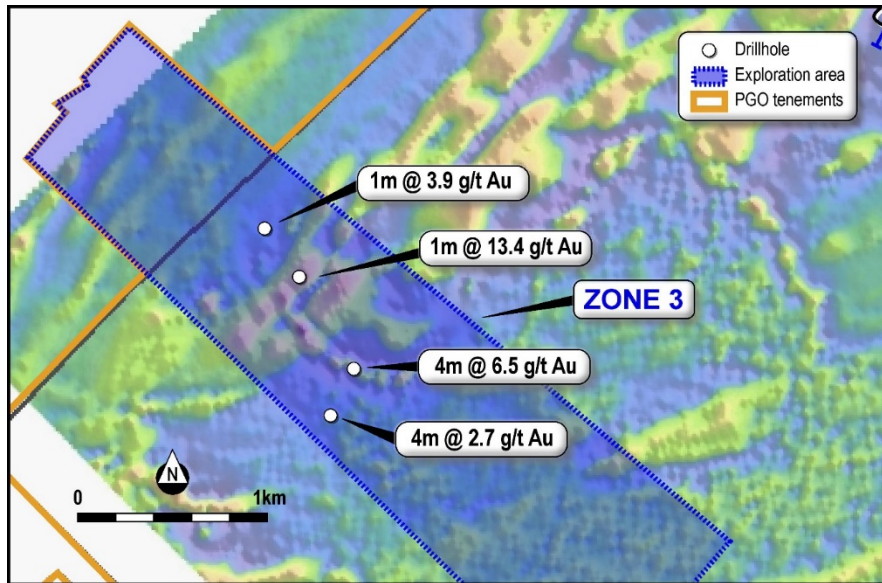 Drillhole
Exploration area
PGO tenements
1m @ 3.9 g/t Au
1m @ 13.4 g/t Au
ZONE 3
4m @ 6.5 g/t Au
4m @ 2.7 g/t Au
N
0 1km